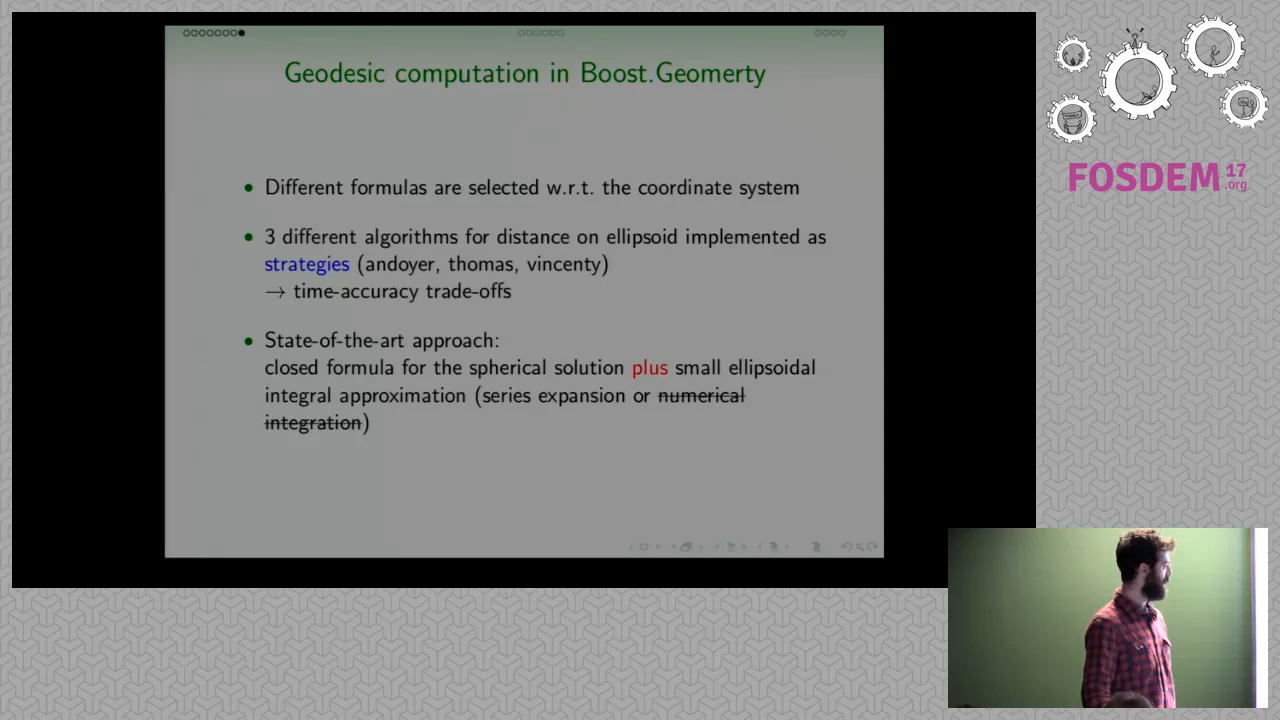 Geodesic computation in Boost.Geomerty
• Different formulas are selected w.r.t. the coordinate system
• 3 different algorithms for distance on ellipsoid implemented as
strategies (andoyer, thomas, vincenty)
→ time-accuracy trade-offs
• State-of-the-art approach:
closed formula for the spherical solution plus small ellipsoidal
integral approximation (series expansion or numerical
integration)
FOSDEM 17
.org